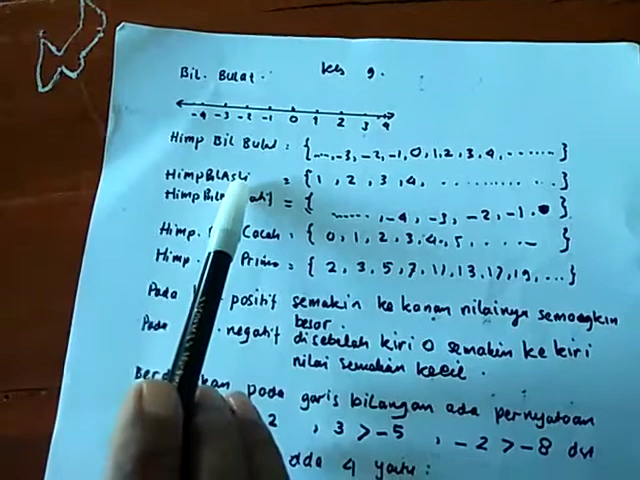 Bil. Bulat. kls 9.
-4 -3 -2 -1 0 1 2 3 4
Himp Bil Bulat : {...., -3, -2, -1, 0, 1, 2, 3, 4, .......}
Himp Bil Asli = {1, 2, 3, 4, ............}
Himp Bil = {....., -4, -3, -2, -1. }
Himp. Cacah : {0, 1, 2, 3, 4, 5, .....}
Himp. Prima = {2, 3, 5, 7, 11, 13, 17, 19, ...}
Pada positif semakin ke kanan nilainya
besar.
Pada negatif disebelah kiri 0 semakin ke kiri
nilai semakin kecil.
pada garis bilangan ada pernyataan
2 , 3 > -5 , -2 > -8 dst
ada 4 yaitu :